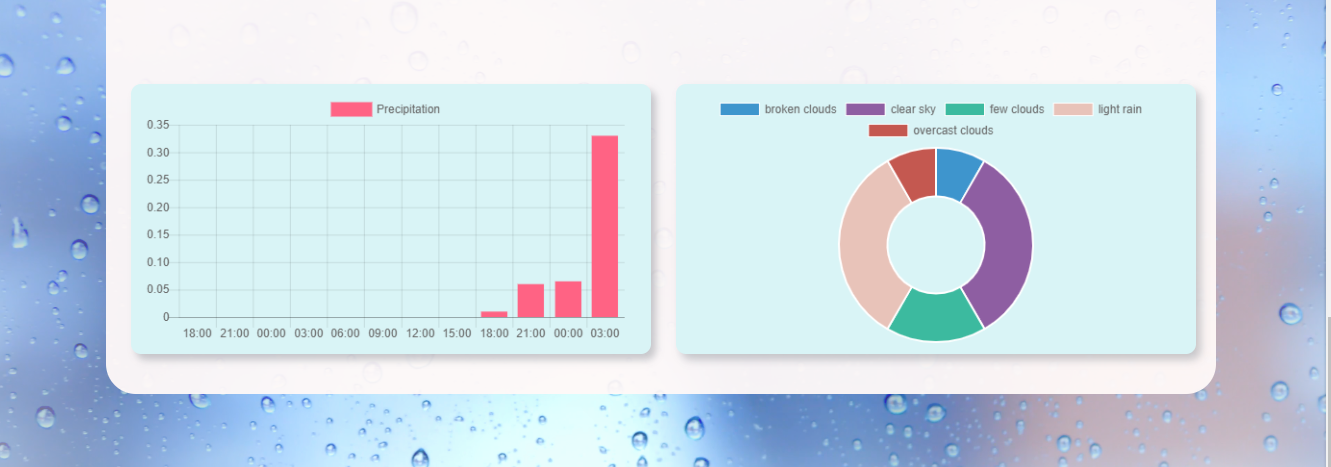 Precipitation
0.35
0.30
0.25
0.20
0.15
0.10
0.05
0
18:00 21:00 00:00 03:00 06:00 09:00 12:00 15:00 18:00 21:00 00:00 03:00
broken clouds clear sky few clouds light rain
overcast clouds